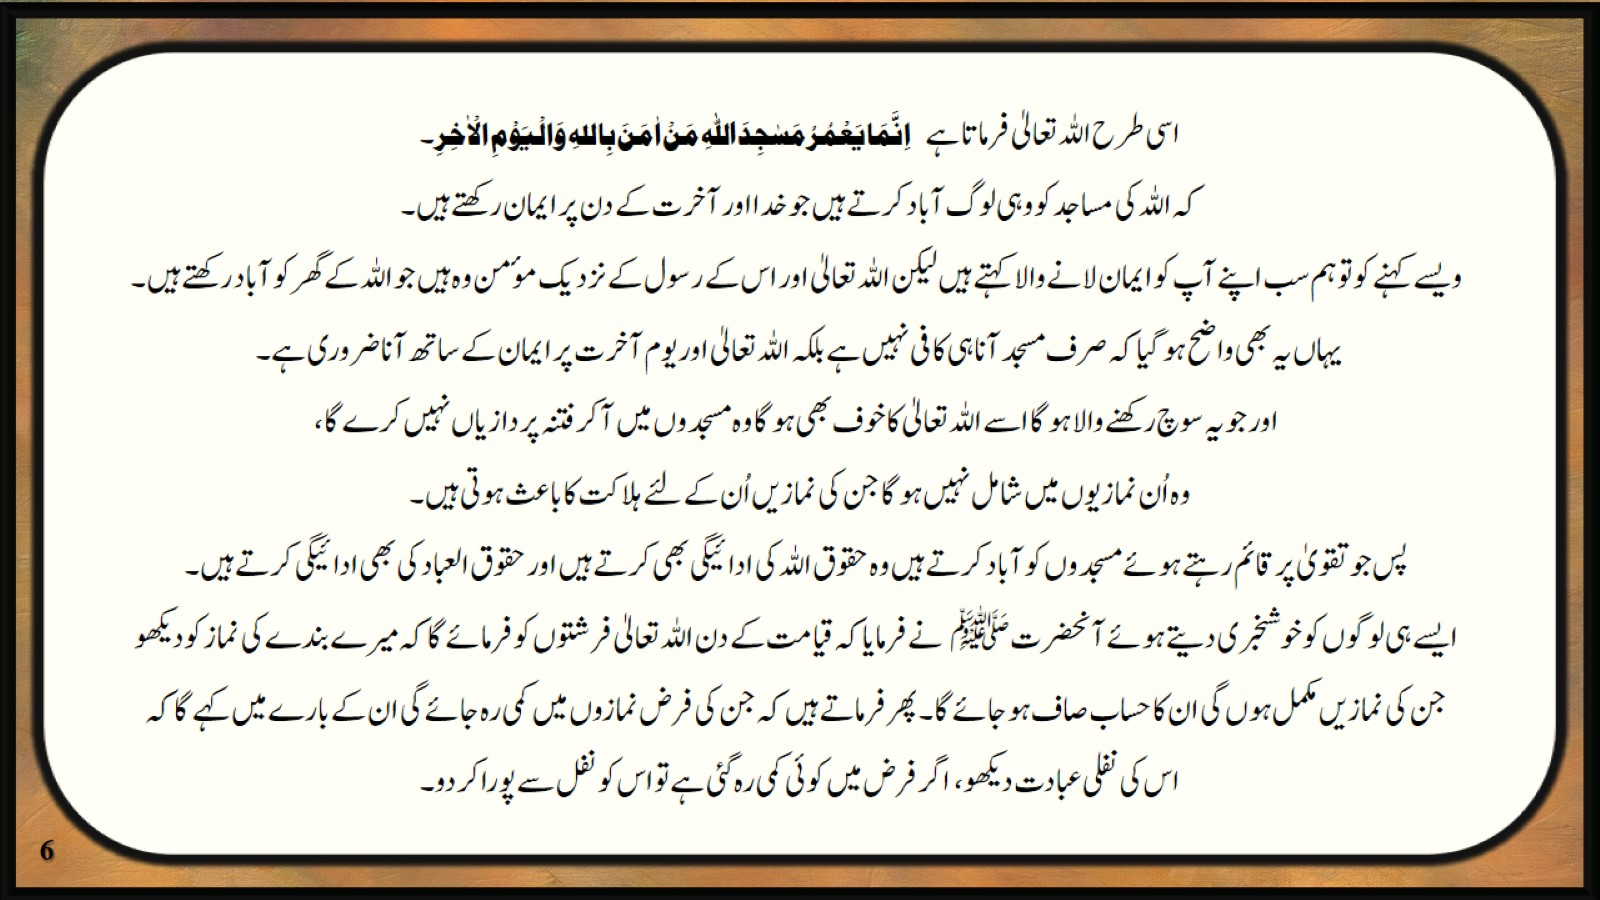 اسی طرح اللہ تعالیٰ فرماتا ہے اِنَّمَا یَعْمُرُ مَسٰجِدَ اللّٰہِ مَنْ اٰمَنَ بِاللہِ وَالْیَوْمِ الْاٰخِرِ۔
کہ اللہ کی مساجد کو وہی لوگ آباد کرتے ہیں جو خدا اور آخرت کے دن پر ایمان رکھتے ہیں۔
ویسے کہنے کو تو ہم سب اپنے آپ کو ایمان لانے والا کہتے ہیں لیکن اللہ تعالیٰ اور اس کے رسول کے نزدیک مومٔن وہ ہیں جو اللہ کے گھر کو آباد رکھتے ہیں۔
یہاں یہ بھی واضح ہو گیا کہ صرف مسجد آنا ہی کافی نہیں ہے بلکہ اللہ تعالیٰ اور یوم آخرت پر ایمان کے ساتھ آنا ضروری ہے۔
اور جو یہ سوچ رکھنے والا ہو گا اسے اللہ تعالیٰ کا خوف بھی ہو گا وہ مسجدوں میں آکر فتنہ پردازیاں نہیں کرے گا،
وہ اُن نمازیوں میں شامل نہیں ہو گا جن کی نمازیں اُن کے لئے ہلاکت کا باعث ہوتی ہیں۔
پس جو تقویٰ پر قائم رہتے ہوئے مسجدوں کو آباد کرتے ہیں وہ حقوق اللہ کی ادائیگی بھی کرتے ہیں اور حقوق العباد کی بھی ادائیگی کرتے ہیں۔
ایسے ہی لوگوں کو خوشخبری دیتے ہوئے آنحضرت ﷺ نے فرمایا کہ قیامت کے دن اللہ تعالیٰ فرشتوں کو فرمائے گا کہ میرے بندے کی نماز کو دیکھو
جن کی نمازیں مکمل ہوں گی ان کا حساب صاف ہو جائے گا۔ پھر فرماتے ہیں کہ جن کی فرض نمازوں میں کمی رہ جائے گی ان کے بارے میں کہے گا کہ
اس کی نفلی عبادت دیکھو، اگر فرض میں کوئی کمی رہ گئی ہے تو اس کو نفل سے پورا کر دو۔
6